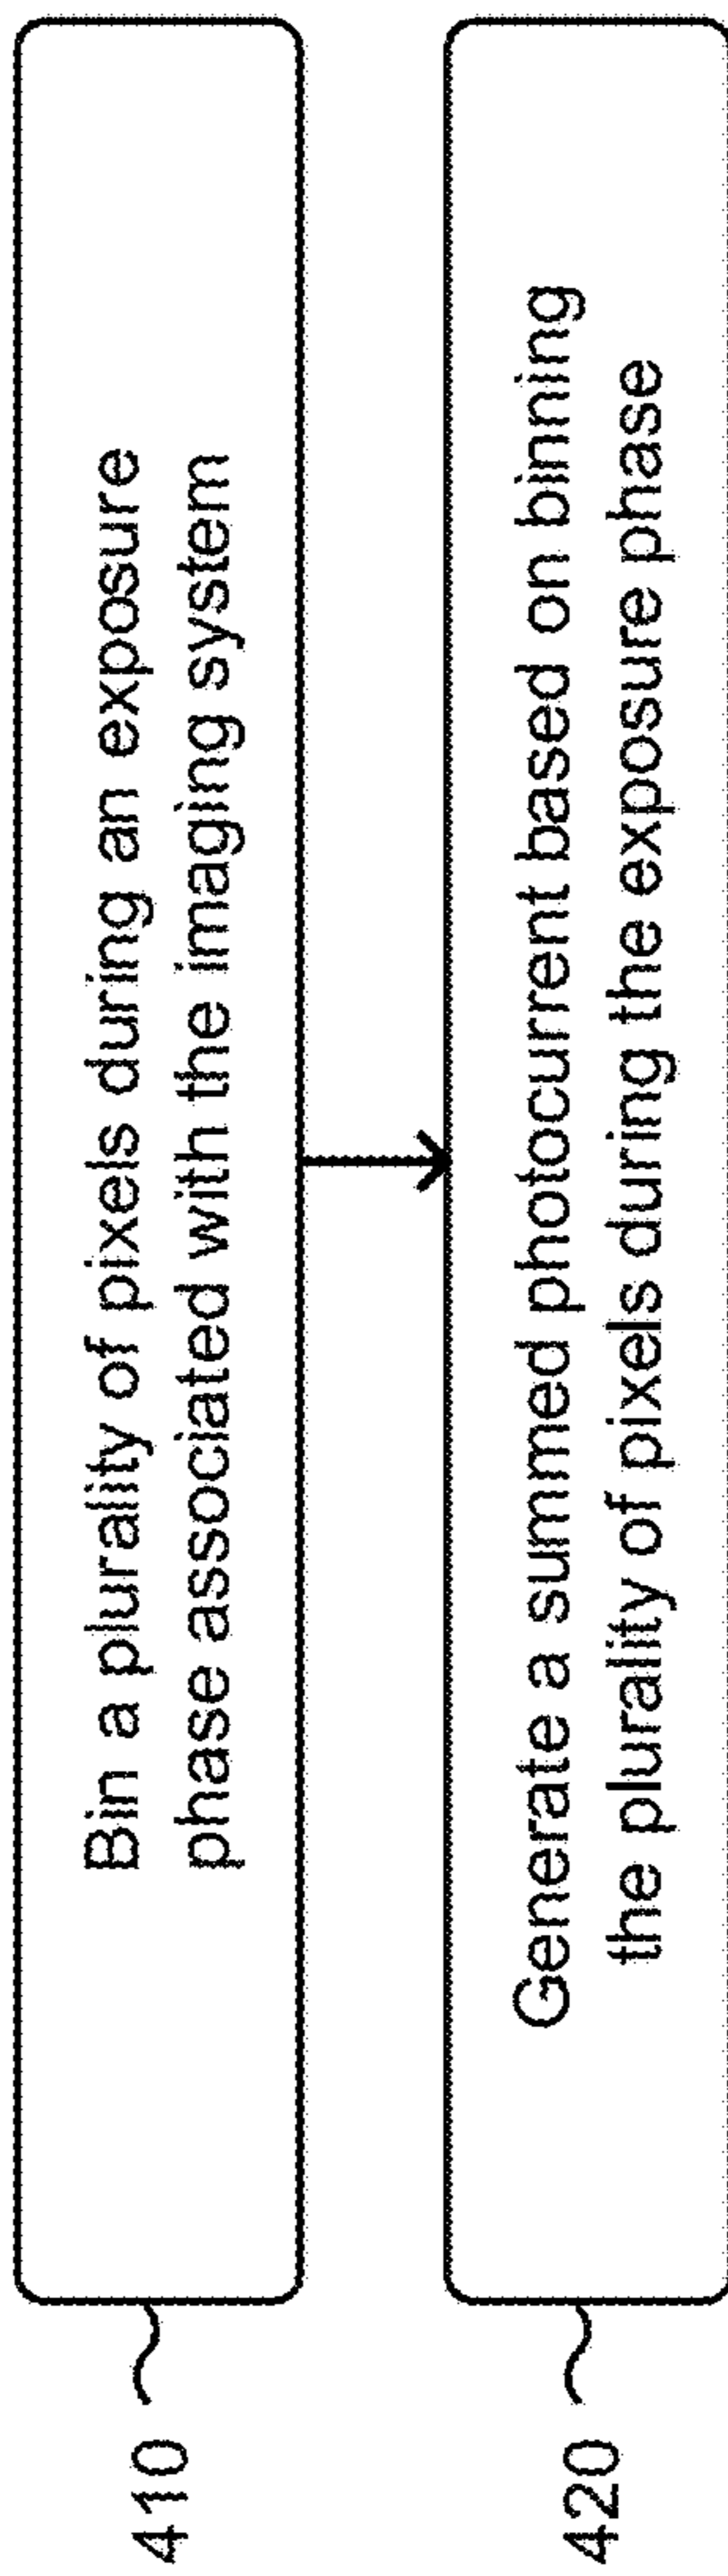 410
Bin a plurality of pixels during an exposure
phase associated with the imaging system
420
Generate a summed photocurrent based on binning
the plurality of pixels during the exposure phase